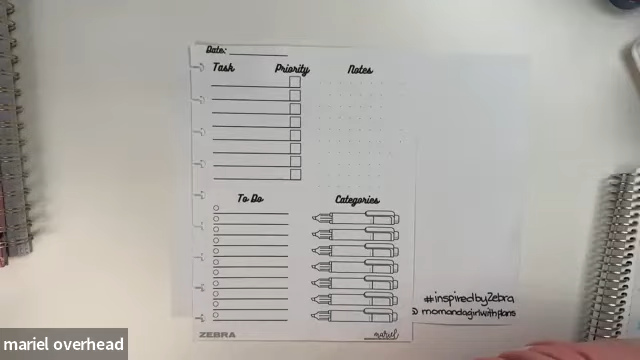 Date:
Task Priority Notes
To Do Categories
#inspiredbyZebra
@ momandagirlwithplans
ZEBRA mariel
mariel overhead